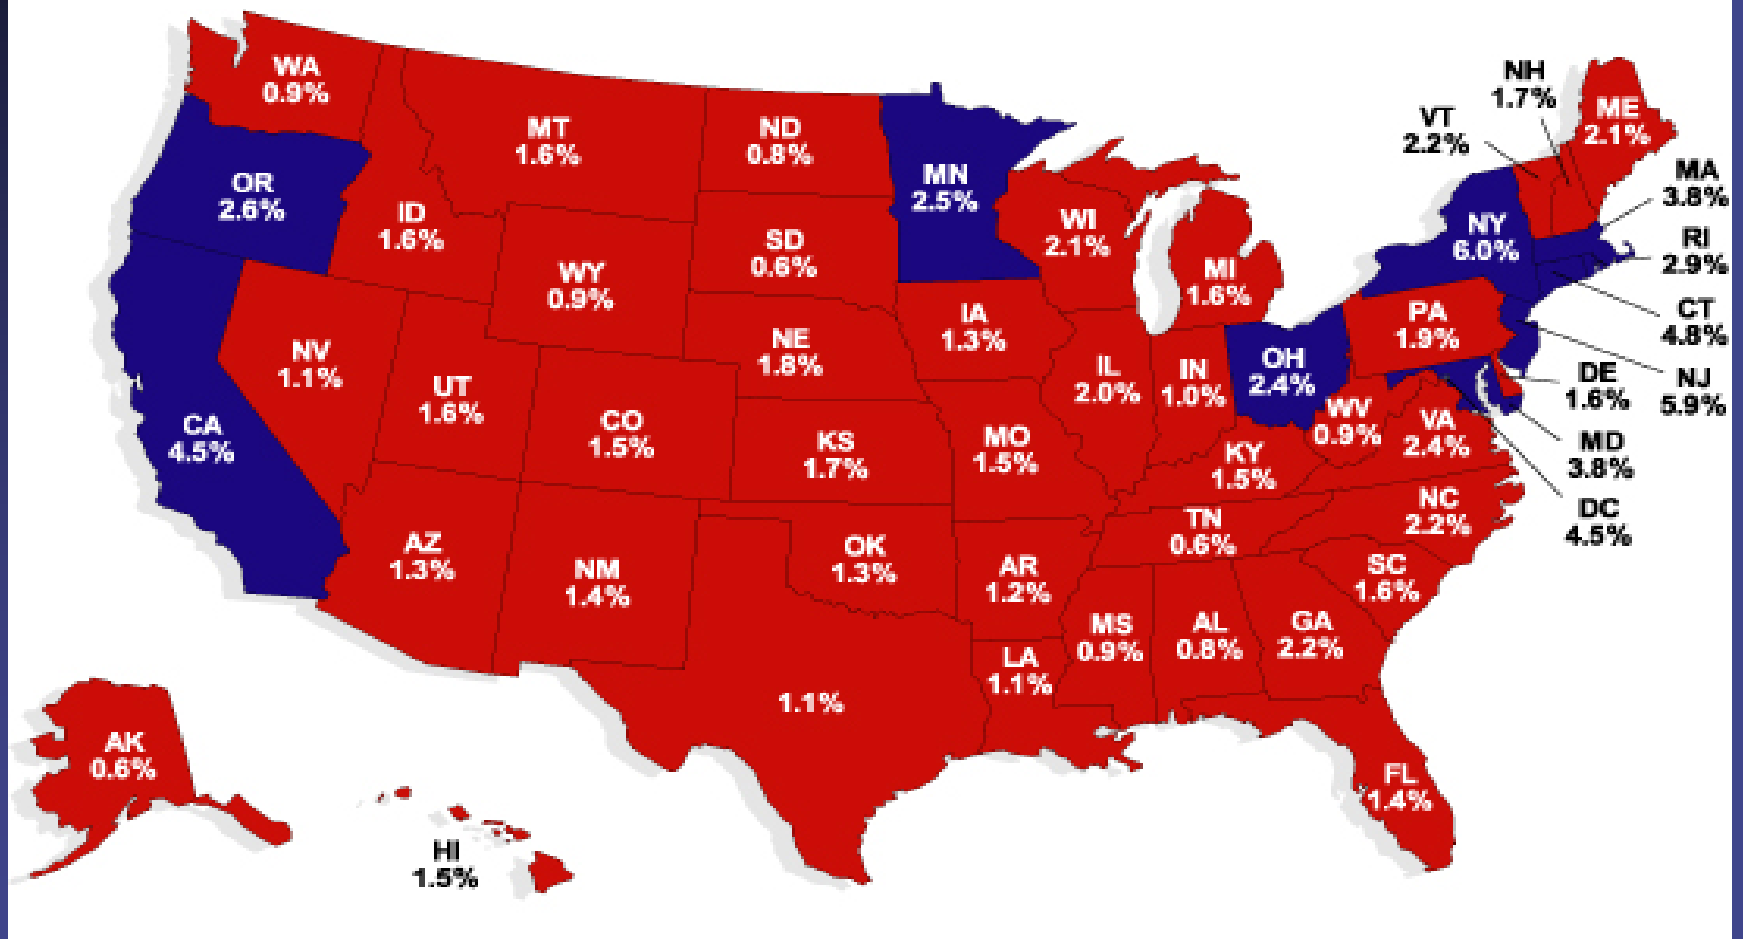 WA
0.9%
MT
1.6%
ND
0.8%
MN
2.5%
OR
2.6%
ID
1.6%
WY
0.9%
SD
0.6%
WI
2.1%
MI
1.6%
NH
1.7%
VT
2.2%
ME
2.1%
MA
3.8%
NY
6.0%
RI
2.9%
CT
4.8%
NV
1.1%
UT
1.6%
CO
1.5%
NE
1.8%
IA
1.3%
IL
2.0%
IN
1.0%
OH
2.4%
PA
1.9%
DE
1.6%
NJ
5.9%
CA
4.5%
KS
1.7%
MO
1.5%
KY
1.5%
WV
0.9%
VA
2.4%
MD
3.8%
DC
4.5%
AZ
1.3%
NM
1.4%
OK
1.3%
AR
1.2%
TN
0.6%
NC
2.2%
SC
1.6%
MS
0.9%
AL
0.8%
GA
2.2%
LA
1.1%
1.1%
AK
0.6%
HI
1.5%
FL
1.4%